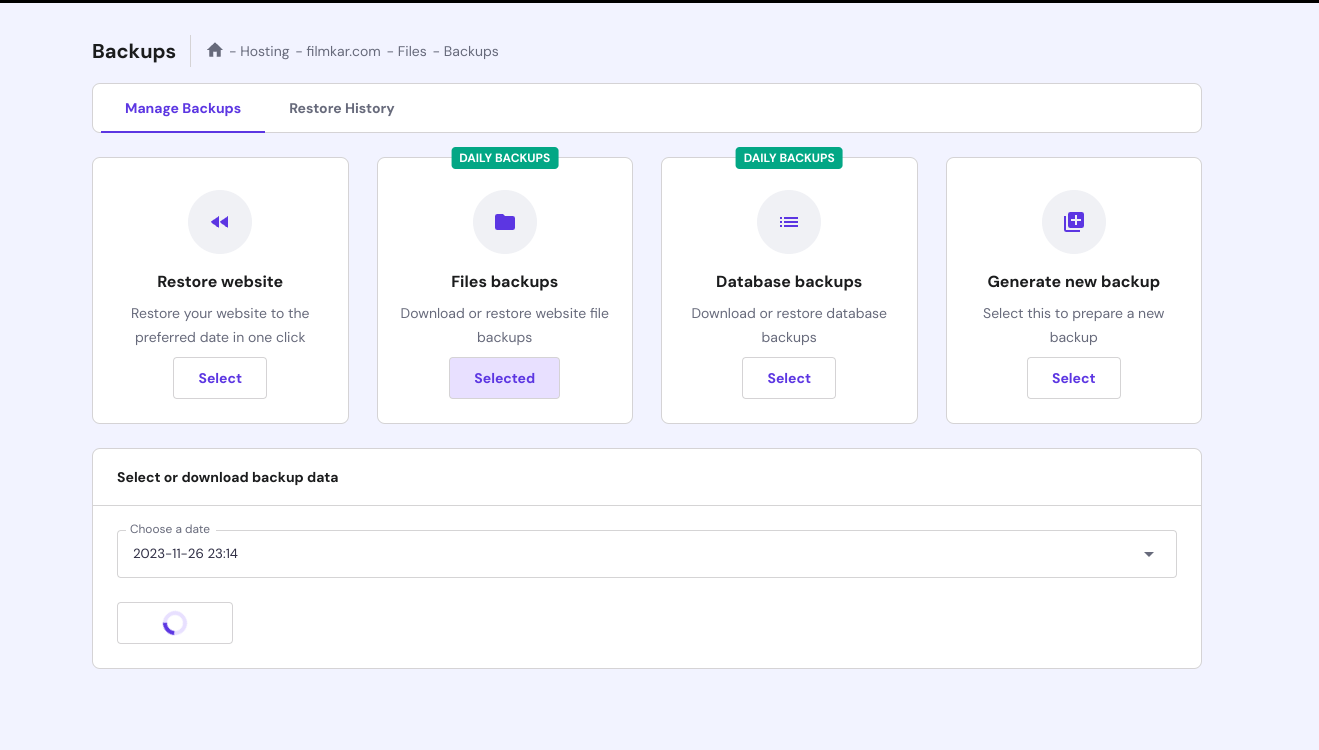 Backups
- Hosting - filmkar.com - Files - Backups
Manage Backups
Restore History
Restore website
Restore your website to the
preferred date in one click
Select
DAILY BACKUPS
Files backups
Download or restore website file
backups
Selected
DAILY BACKUPS
Database backups
Download or restore database
backups
Select
Generate new backup
Select this to prepare a new
backup
Select
Select or download backup data
Choose a date
2023-11-26 23:14